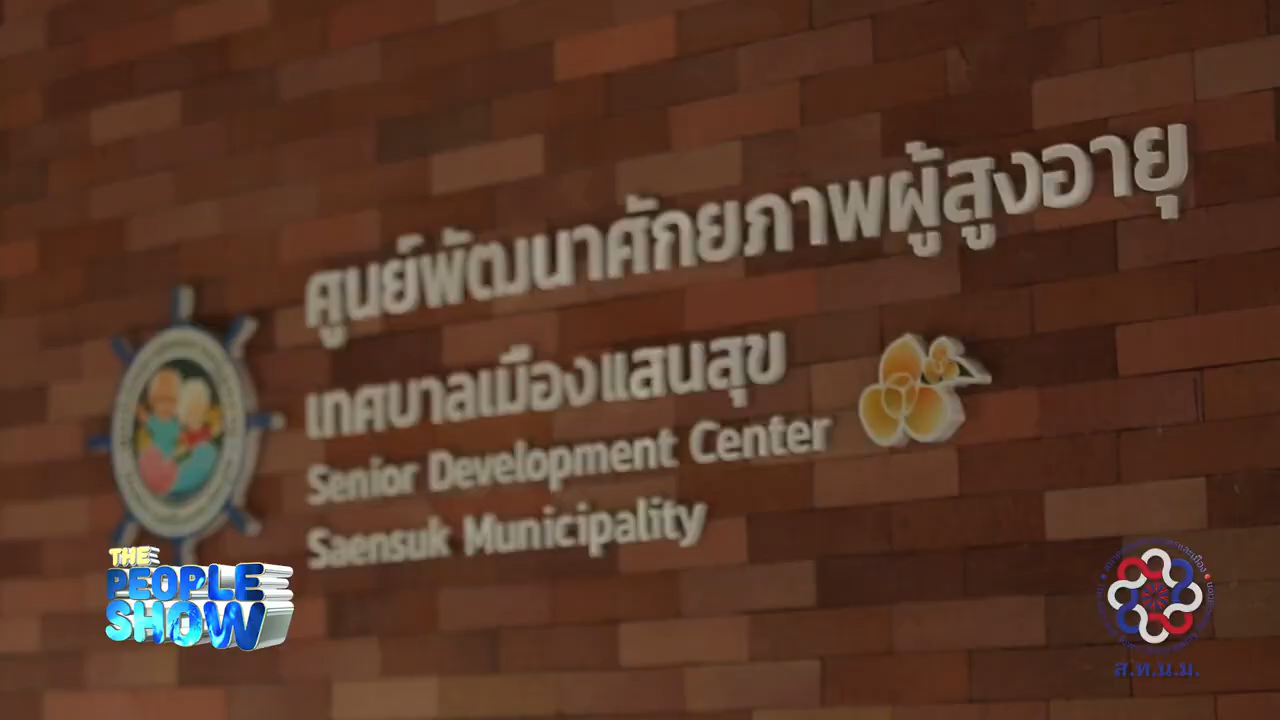 ศูนย์พัฒนาศักยภาพผู้สูงอายุ
เทศบาลเมืองแสนสุข
Senior Development Center
Saensuk Municipality
THE
PEOPLE
SHOW
ส.ท.น.ม.